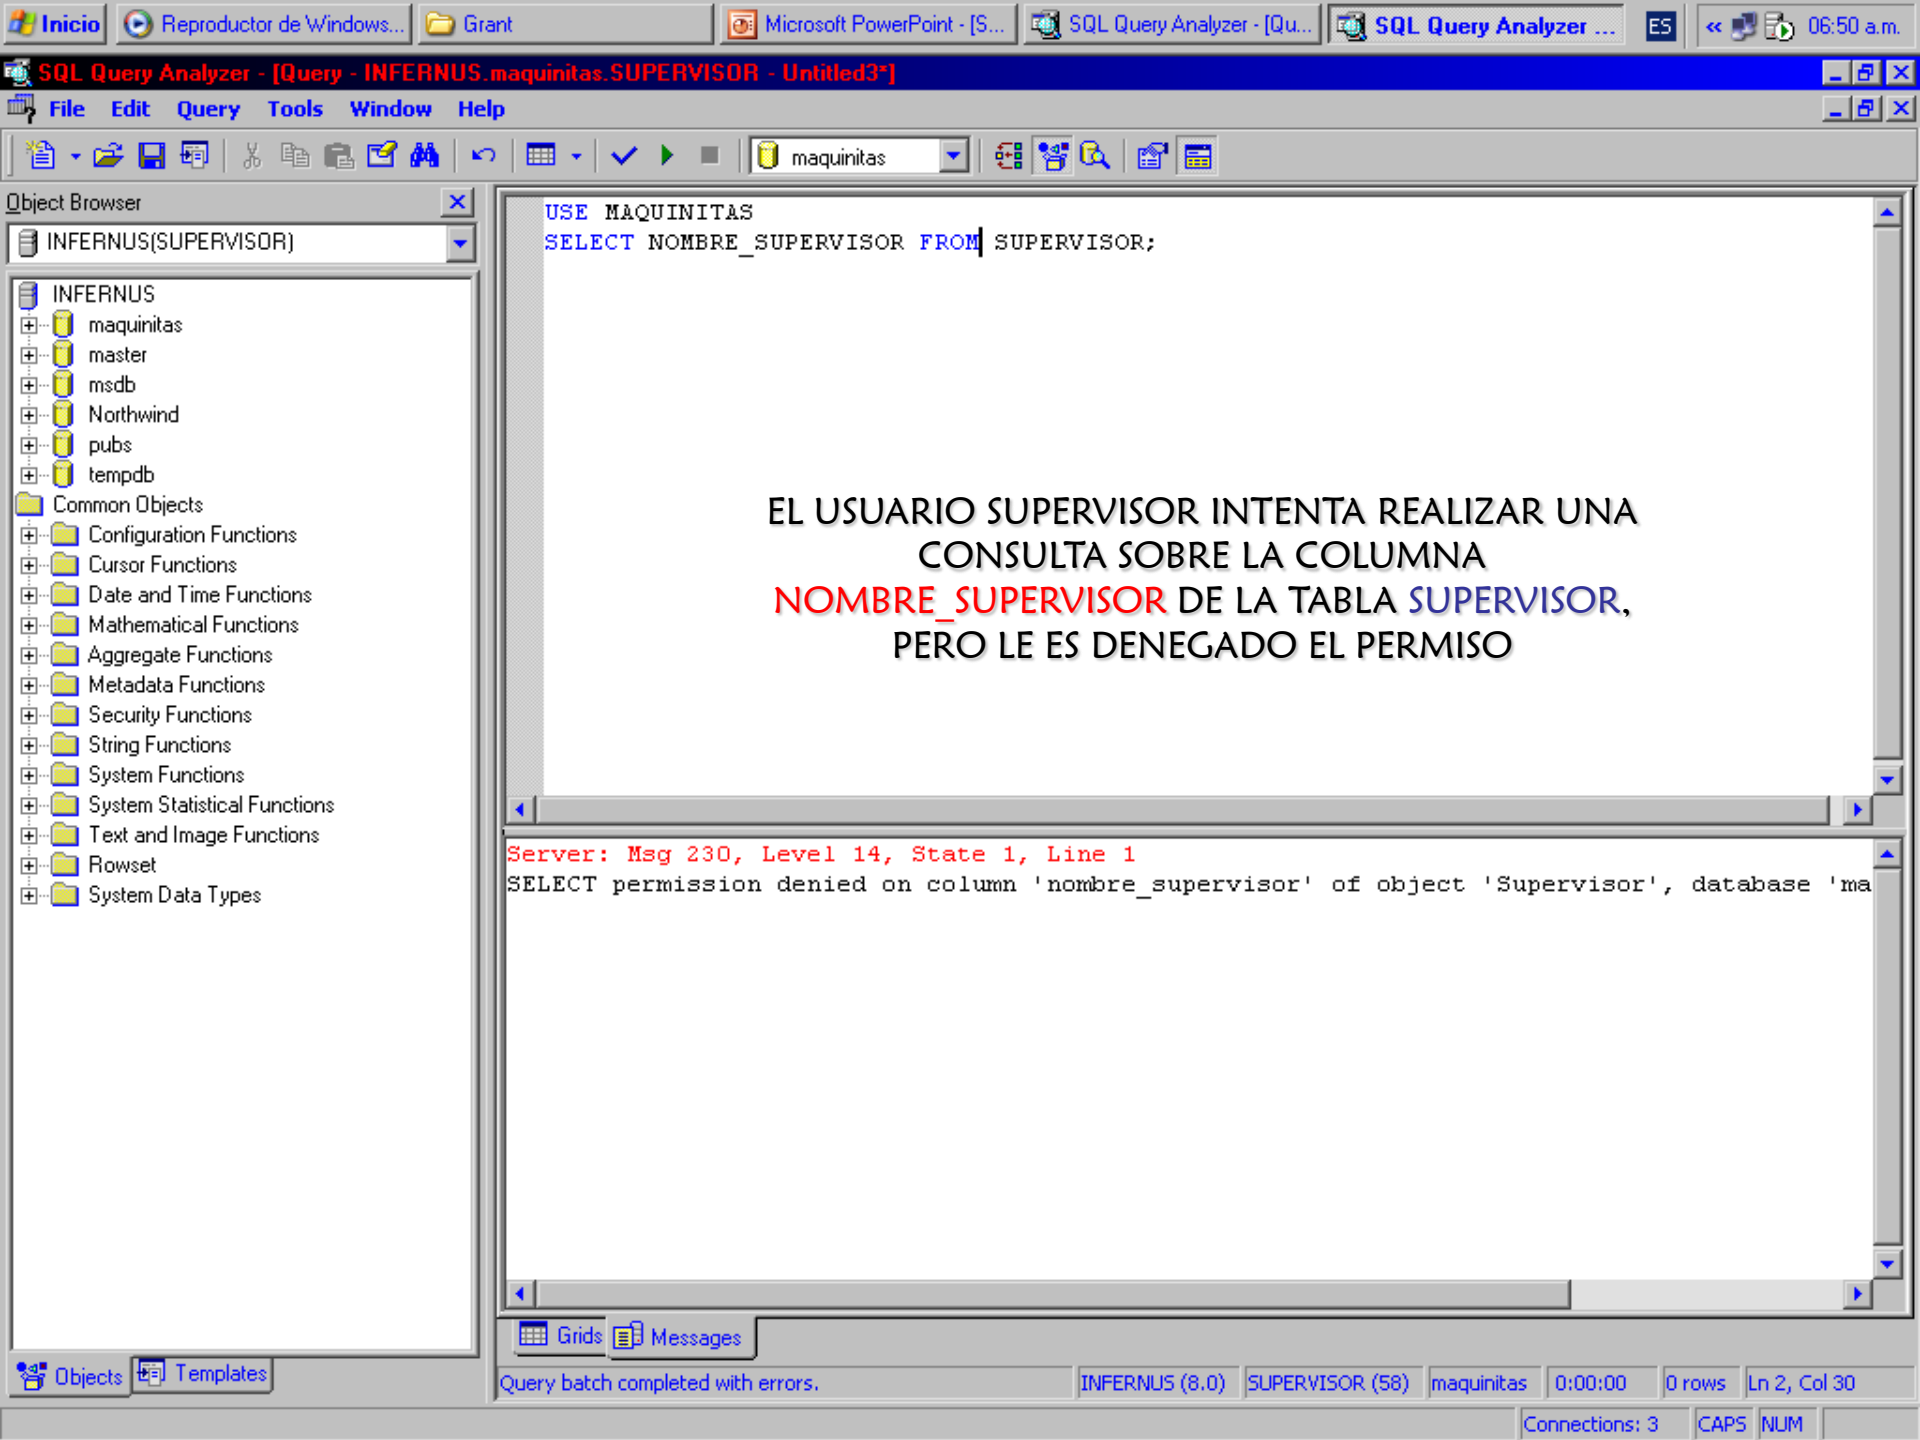 Inicio
Reproductor de Windows...
Grant
Microsoft PowerPoint - [S...
SQL Query Analyzer - [Qu...
SQL Query Analyzer ...
ES
«
06:50 a.m.
SQL Query Analyzer - [Query - INFERNUS.maquinitas.SUPERVISOR - Untitled3*]
File Edit Query Tools Window Help
maquinitas
Object Browser
INFERNUS(SUPERVISOR)
INFERNUS
maquinitas
master
msdb
Northwind
pubs
tempdb
Common Objects
Configuration Functions
Cursor Functions
Date and Time Functions
Mathematical Functions
Aggregate Functions
Metadata Functions
Security Functions
String Functions
System Functions
System Statistical Functions
Text and Image Functions
Rowset
System Data Types
Objects
Templates
USE MAQUINITAS
SELECT NOMBRE_SUPERVISOR FROM SUPERVISOR;
EL USUARIO SUPERVISOR INTENTA REALIZAR UNA
CONSULTA SOBRE LA COLUMNA
NOMBRE_SUPERVISOR DE LA TABLA SUPERVISOR,
PERO LE ES DENEGADO EL PERMISO
Server: Msg 230, Level 14, State 1, Line 1
SELECT permission denied on column 'nombre_supervisor' of object 'Supervisor', database 'ma
Grids
Messages
Query batch completed with errors.
INFERNUS (8.0)
SUPERVISOR (58)
maquinitas
0:00:00
0 rows
Ln 2, Col 30
Connections: 3
CAPS
NUM